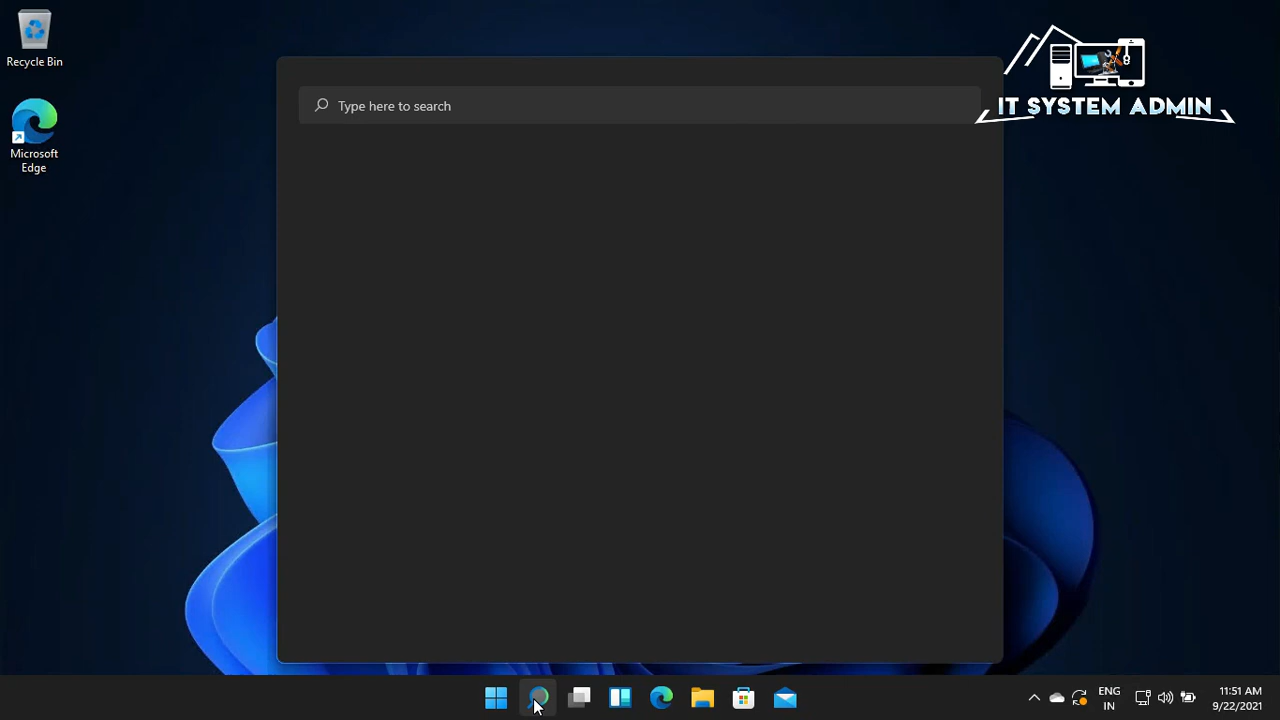 Recycle Bin
Microsoft
Edge
Type here to search
IT SYSTEM ADMIN
ENG
IN
11:51 AM
9/22/2021